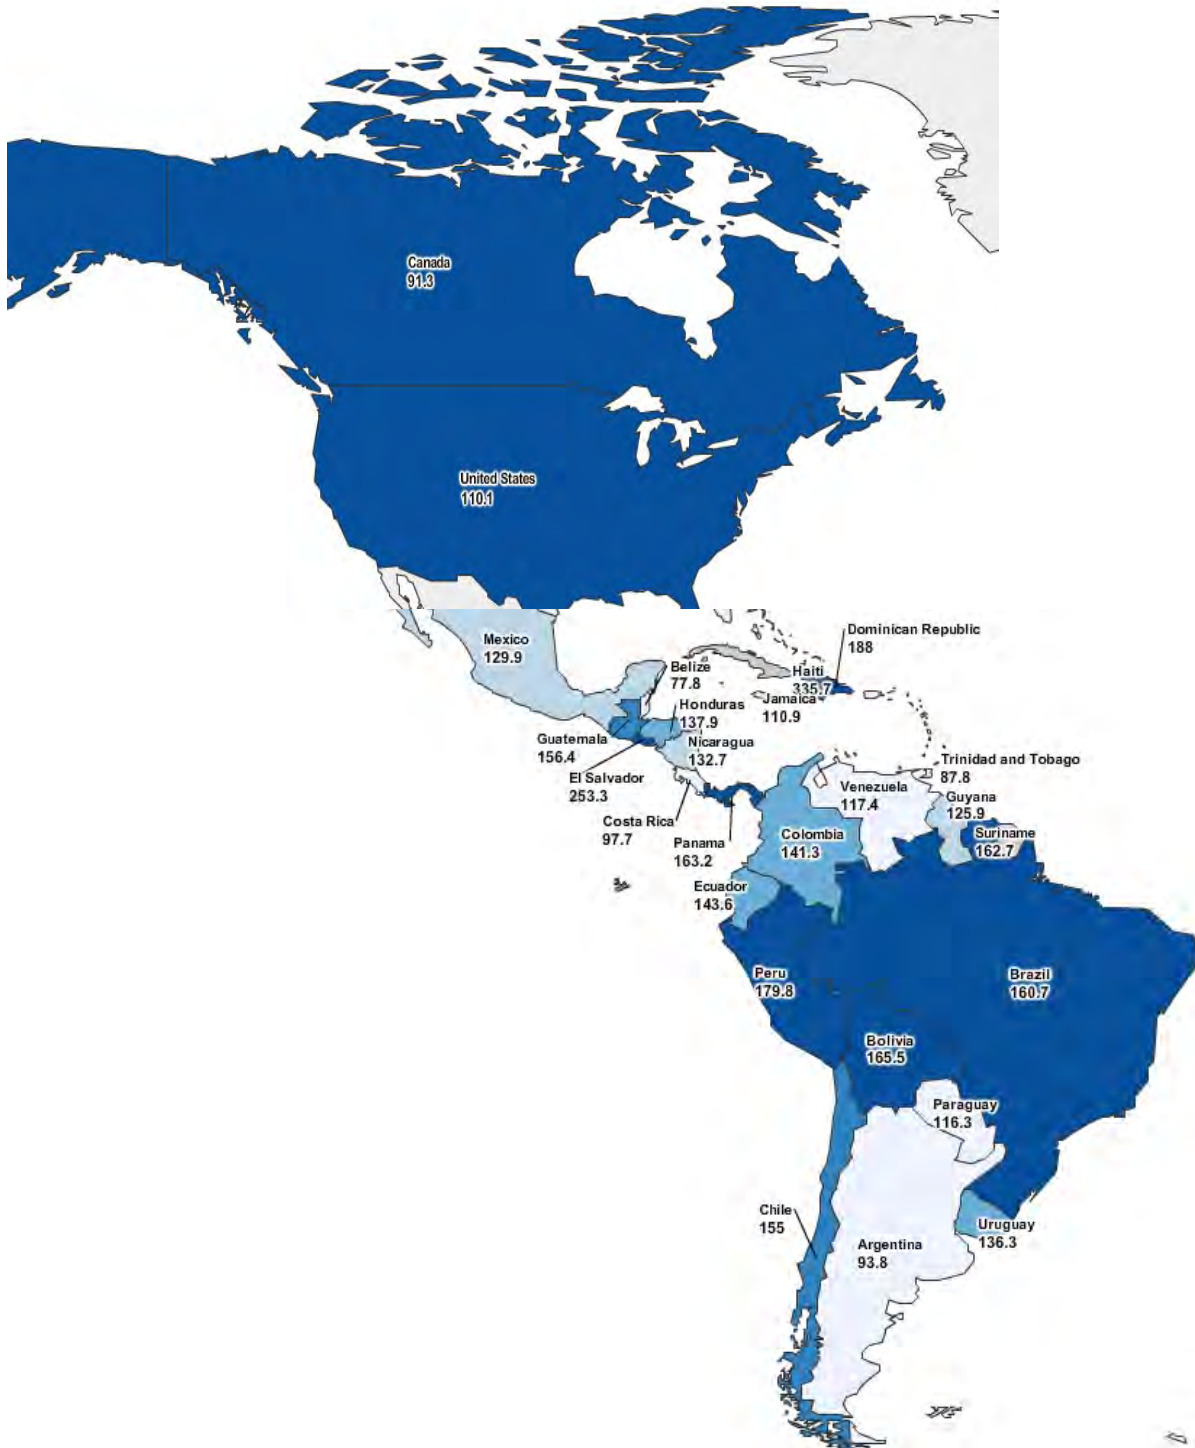 Canada
91.3
United States
110.1
Mexico
129.9
Dominican Republic
188
Belize
77.8
Haiti
335.7
Jamaica
110.9
Honduras
137.9
Guatemala
156.4
Nicaragua
132.7
El Salvador
253.3
Trinidad and Tobago
87.8
Venezuela
117.4
Guyana
125.9
Costa Rica
97.7
Panama
163.2
Colombia
141.3
Suriname
162.7
Ecuador
143.6
Peru
179.8
Brazil
160.7
Bolivia
165.5
Paraguay
116.3
Chile
155
Uruguay
136.3
Argentina
93.8